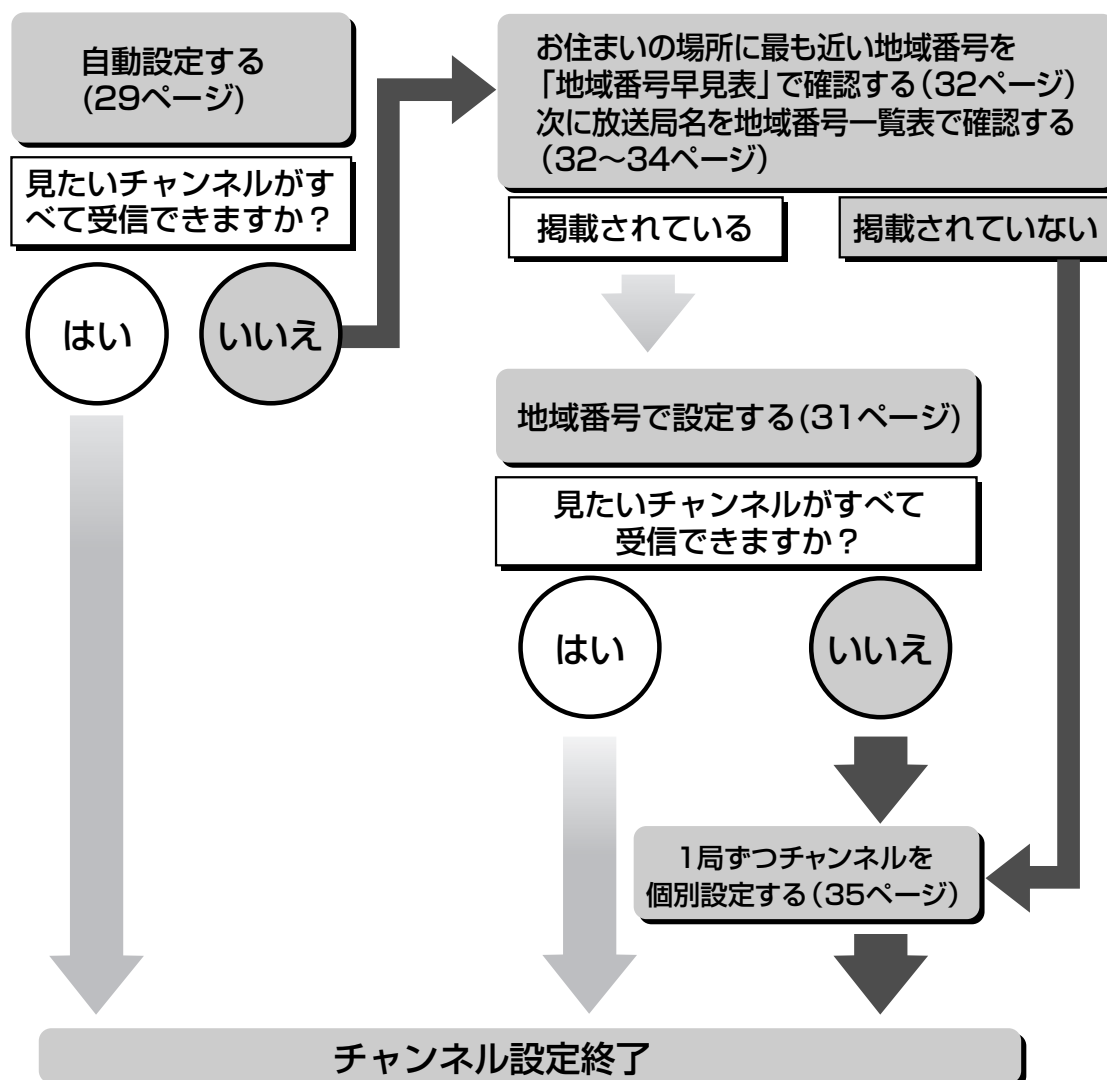 自動設定する
(29ページ)
見たいチャンネルがす
べて受信できますか？
はい
いいえ
お住まいの場所に最も近い地域番号を
「地域番号早見表」で確認する(32ページ)
次に放送局名を地域番号一覧表で確認する
(32〜34ページ)
掲載されている
掲載されていない
地域番号で設定する(31ページ)
見たいチャンネルがすべて
受信できますか？
はい
いいえ
1局ずつチャンネルを
個別設定する(35ページ)
チャンネル設定終了